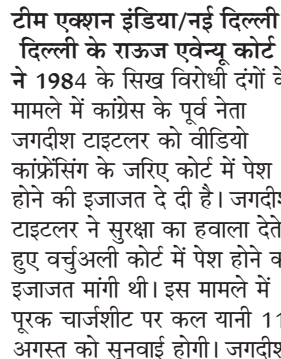 टीम एक्शन इंडिया/नई दिल्ली
दिल्ली के राऊज एवेन्यू कोर्ट
ने 1984 के सिख विरोधी दंगों के
मामले में कांग्रेस के पूर्व नेता
जगदीश टाइटलर को वीडियो
कांफ्रेंसिंग के जरिए कोर्ट में पेश
होने की इजाजत दे दी है। जगदीश
टाइटलर ने सुरक्षा का हवाला देते
हुए वर्चुअली कोर्ट में पेश होने की
इजाजत मांगी थी। इस मामले में
पूरक चार्जशीट पर कल यानी 11
अगस्त को सुनवाई होगी। जगदीश